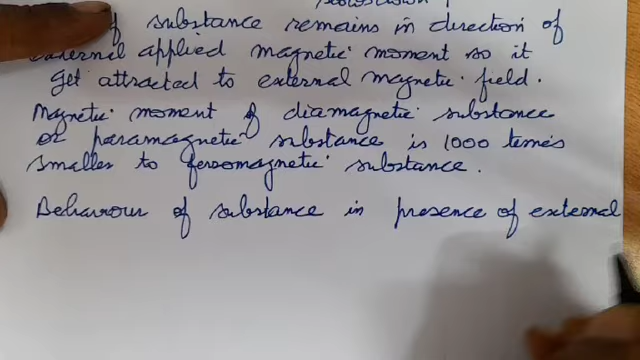 of substance remains in direction of
external applied magnetic moment so it
get attracted to external magnetic field.
Magnetic moment of diamagnetic substance
or paramagnetic substance is 1000 times
smaller to ferromagnetic substance.
Behaviour of substance in presence of external